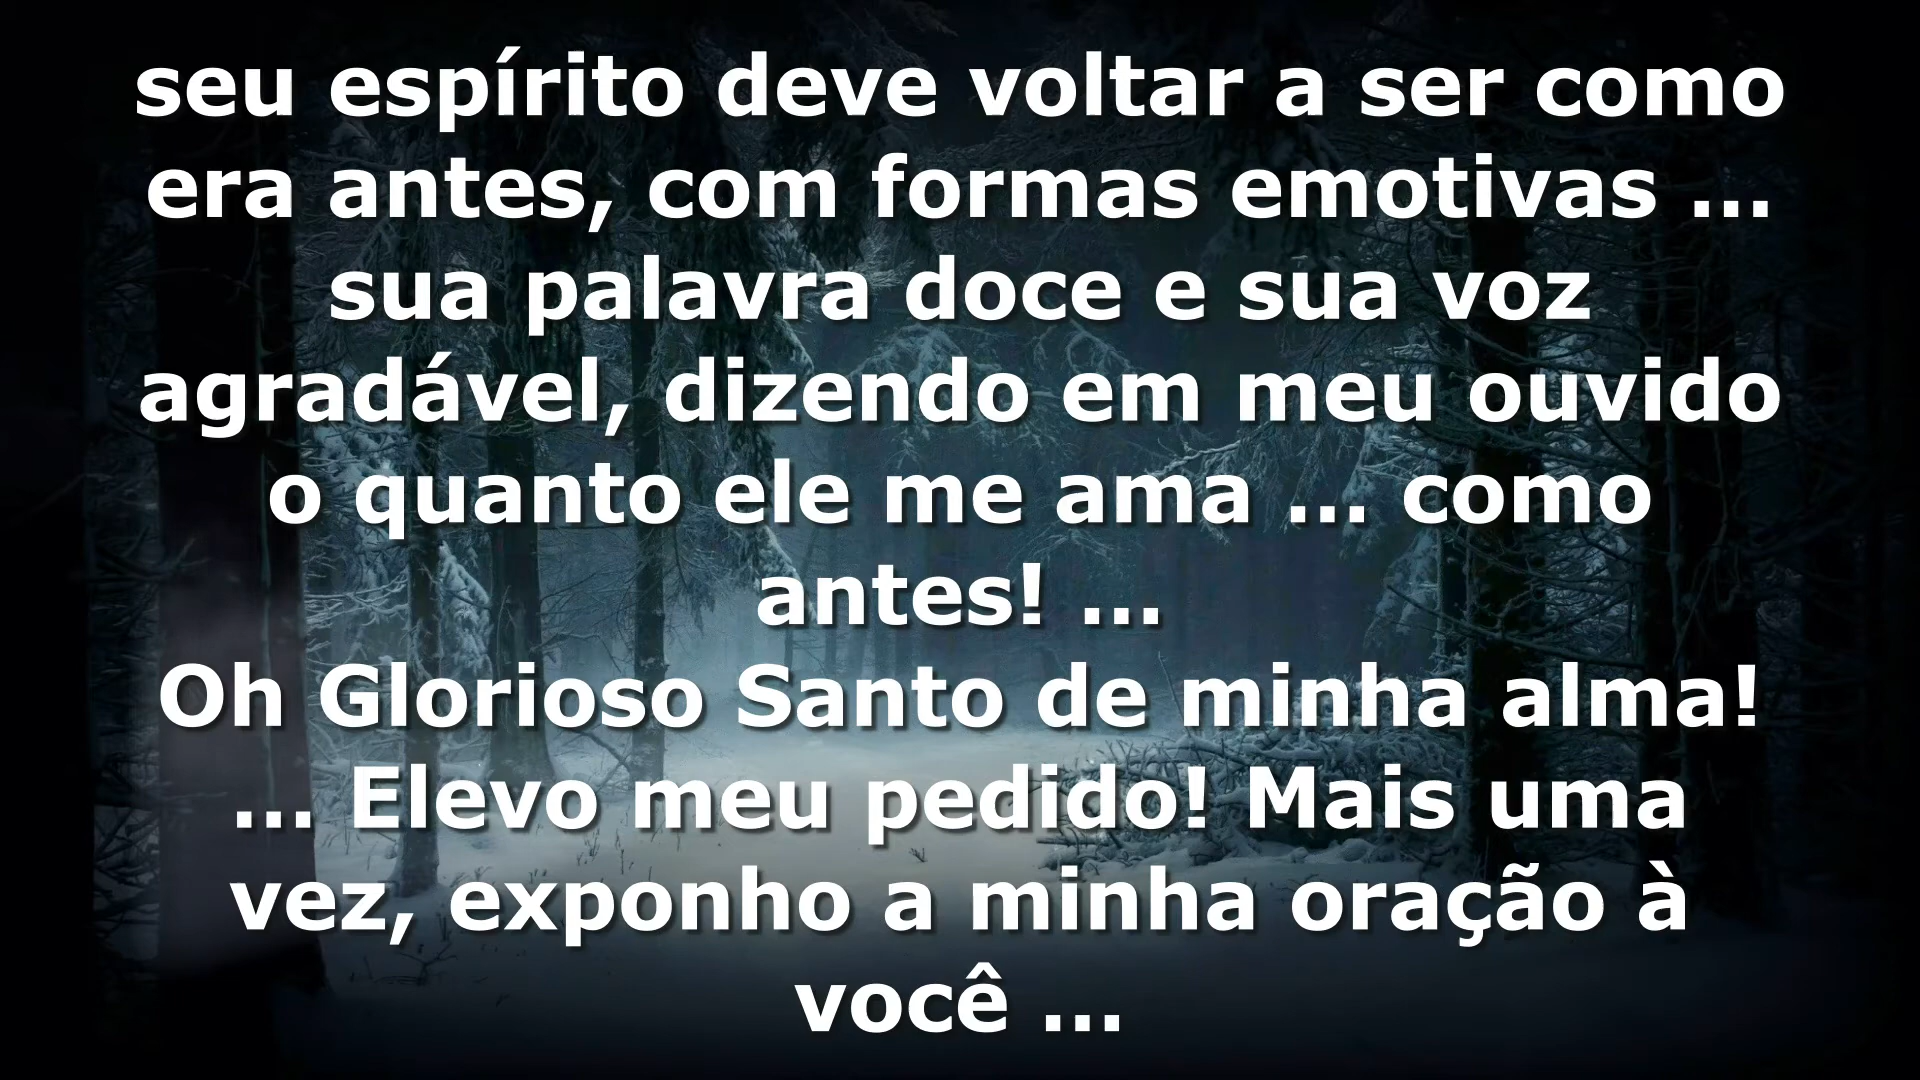 seu espírito deve voltar a ser como
era antes, com formas emotivas ...
sua palavra doce e sua voz
agradável, dizendo em meu ouvido
o quanto ele me ama ... como
antes! ...
Oh Glorioso Santo de minha alma!
... Elevo meu pedido! Mais uma
vez, exponho a minha oração à
você ...